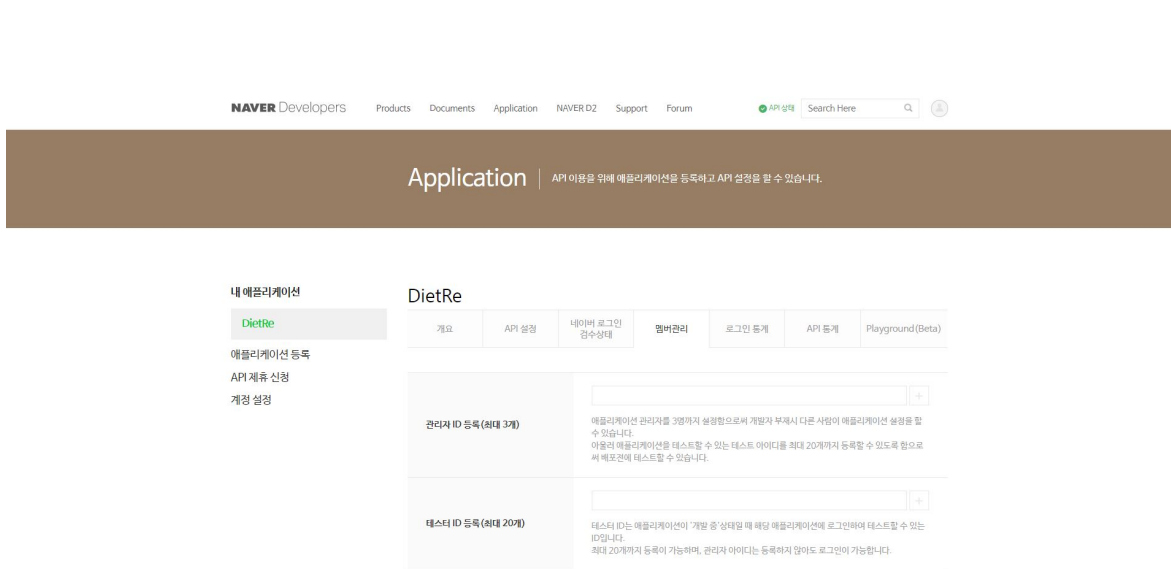 NAVER Developers Products Documents Application NAVER D2 Support Forum API 상태 Search Here
Application API 이용을 위해 애플리케이션을 등록하고 API 설정을 할 수 있습니다.
내 애플리케이션
DietRe
애플리케이션 등록
API 제휴 신청
계정 설정
DietRe
개요 API 설정 네이버 로그인 검수상태 멤버관리 로그인 통계 API 통계 Playground(Beta)
관리자 ID 등록(최대 3개)
애플리케이션 관리자를 3명까지 설정함으로써 개발자 부재시 다른 사람이 애플리케이션 설정을 할
수 있습니다.
아울러 애플리케이션을 테스트할 수 있는 테스트 아이디를 최대 20개까지 등록할 수 있도록 함으로
써 배포전에 테스트할 수 있습니다.
테스터 ID 등록(최대 20개)
테스터 ID는 애플리케이션이 '개발 중'상태일 때 해당 애플리케이션에 로그인하여 테스트할 수 있는
ID입니다.
최대 20개까지 등록이 가능하며, 관리자 아이디는 등록하지 않아도 로그인이 가능합니다.